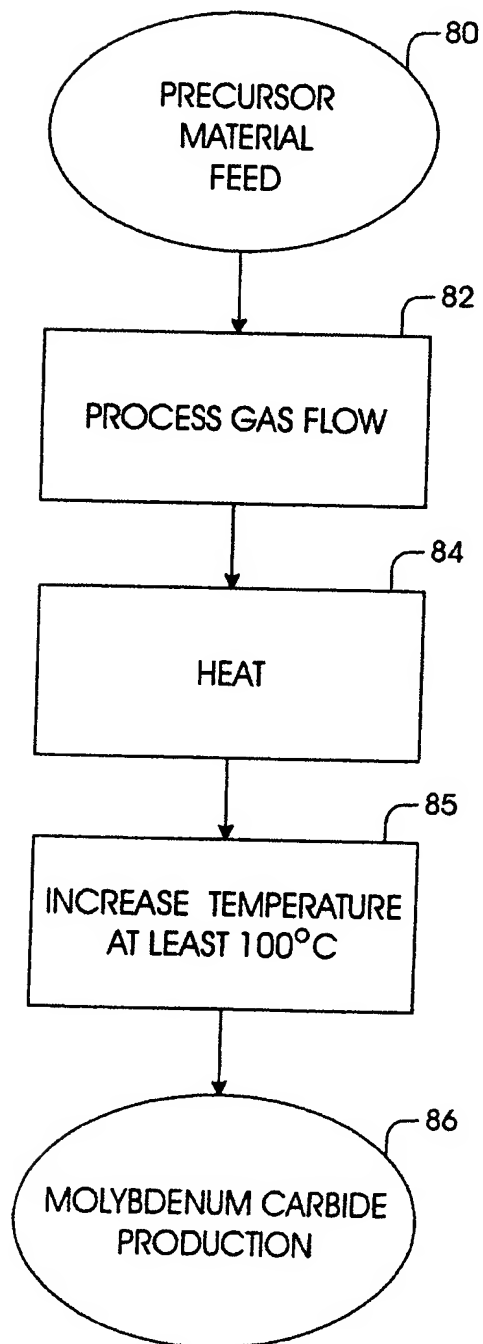 80
PRECURSOR
MATERIAL
FEED
82
PROCESS GAS FLOW
84
HEAT
85
INCREASE TEMPERATURE
AT LEAST 100°C
86
MOLYBDENUM CARBIDE
PRODUCTION